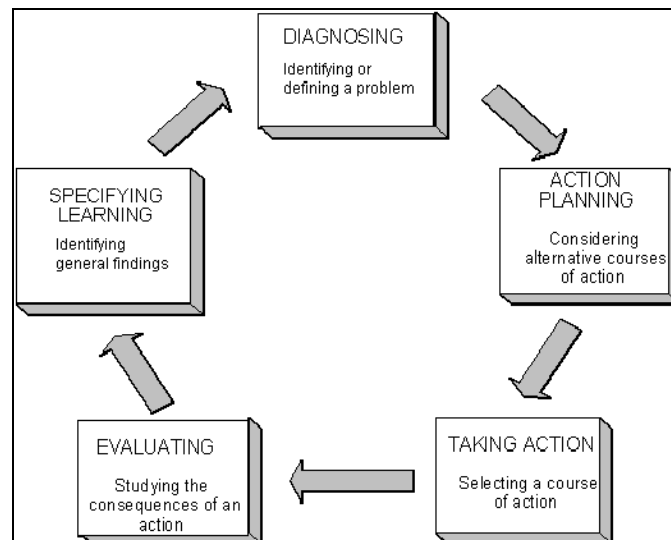 DIAGNOSING
Identifying or
defining a problem
ACTION
PLANNING
Considering
alternative courses
of action
TAKING ACTION
Selecting a course
of action
EVALUATING
Studying the
consequences of an
action
SPECIFYING
LEARNING
Identifying
general findings